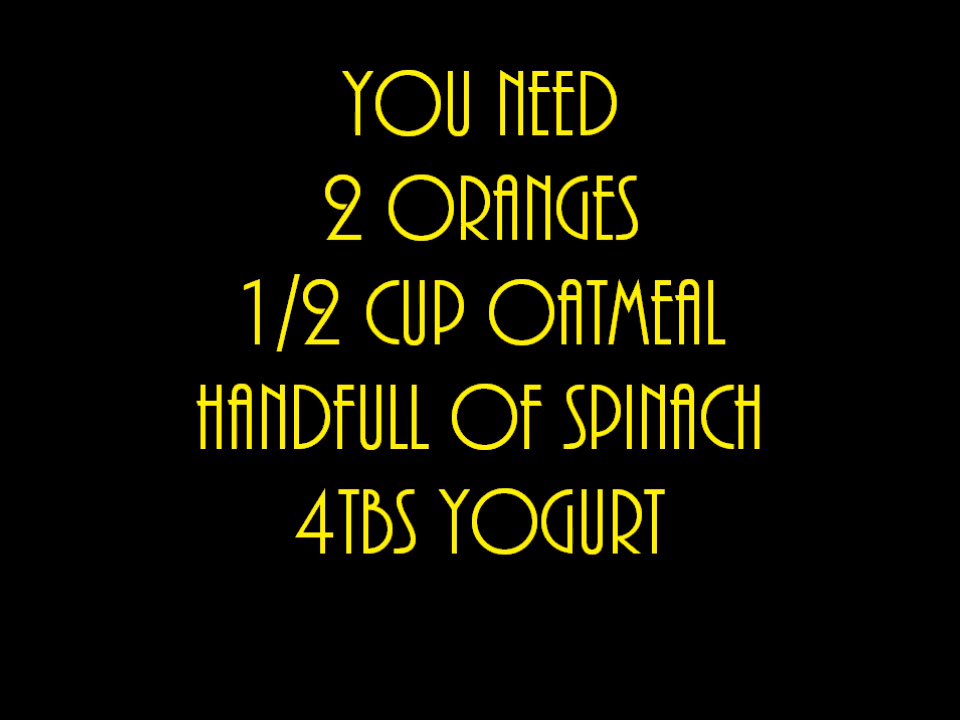 YOU NEED
2 ORANGES
1/2 CUP OATMEAL
HANDFULL OF SPINACH
4TBS YOGURT